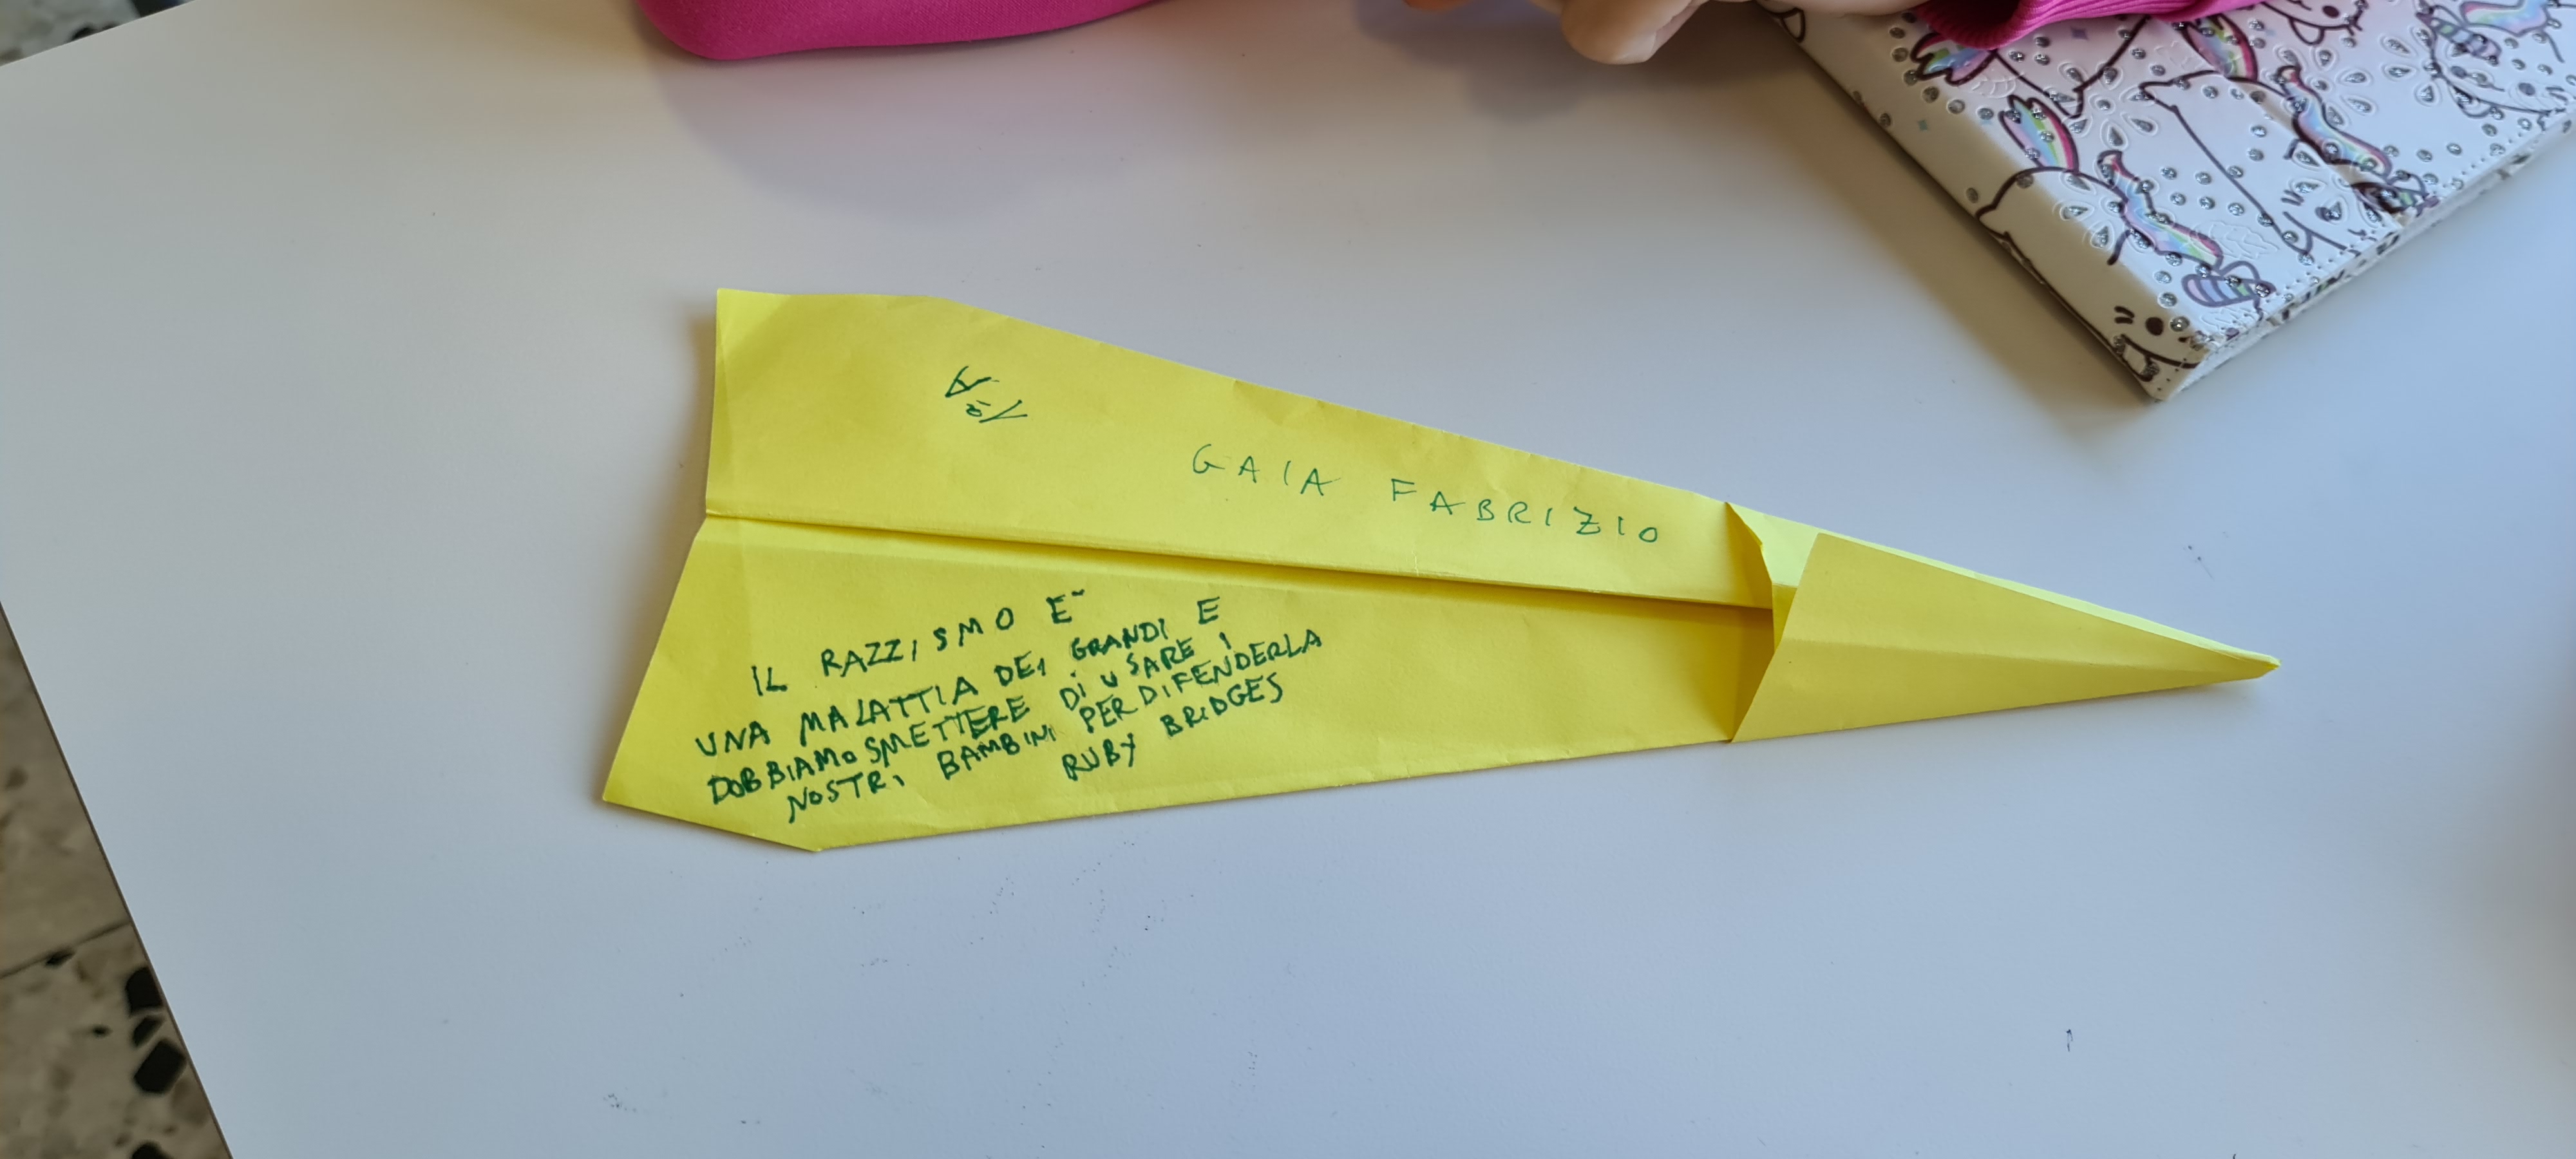 GAIA FABRIZIO
IL RAZZISMO E`
UNA MALATTIA DEI GRANDI E
DOBBIAMO SMETTERE DI USARE I
NOSTRI BAMBINI PER DIFENDERLA
RUBY BRIDGES